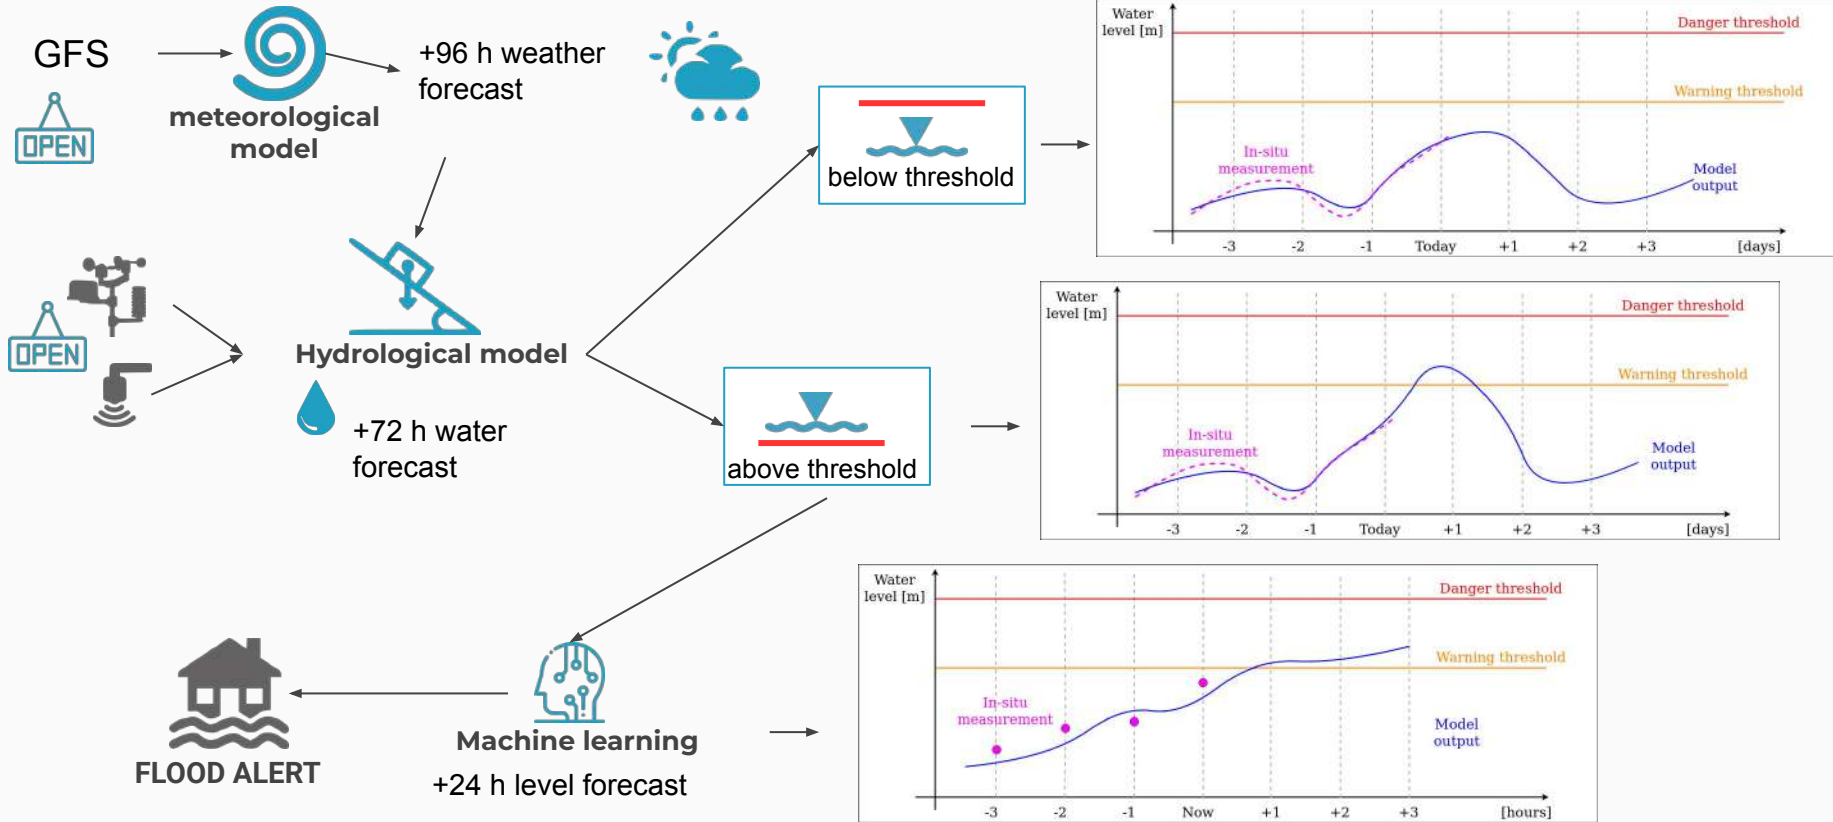 GFS
OPEN
meteorological
model
+96 h weather
forecast
OPEN
Hydrological model
+72 h water
forecast
below threshold
above threshold
Water
level [m]
Danger threshold
Warning threshold
In-situ
measurement
Model
output
-3 -2 -1 Today +1 +2 +3 [days]
Water
level [m]
Danger threshold
Warning threshold
In-situ
measurement
Model
output
-3 -2 -1 Today +1 +2 +3 [days]
FLOOD ALERT
Machine learning
+24 h level forecast
Water
level [m]
Danger threshold
Warning threshold
In-situ
measurement
Model
output
-3 -2 -1 Now +1 +2 +3 [hours]